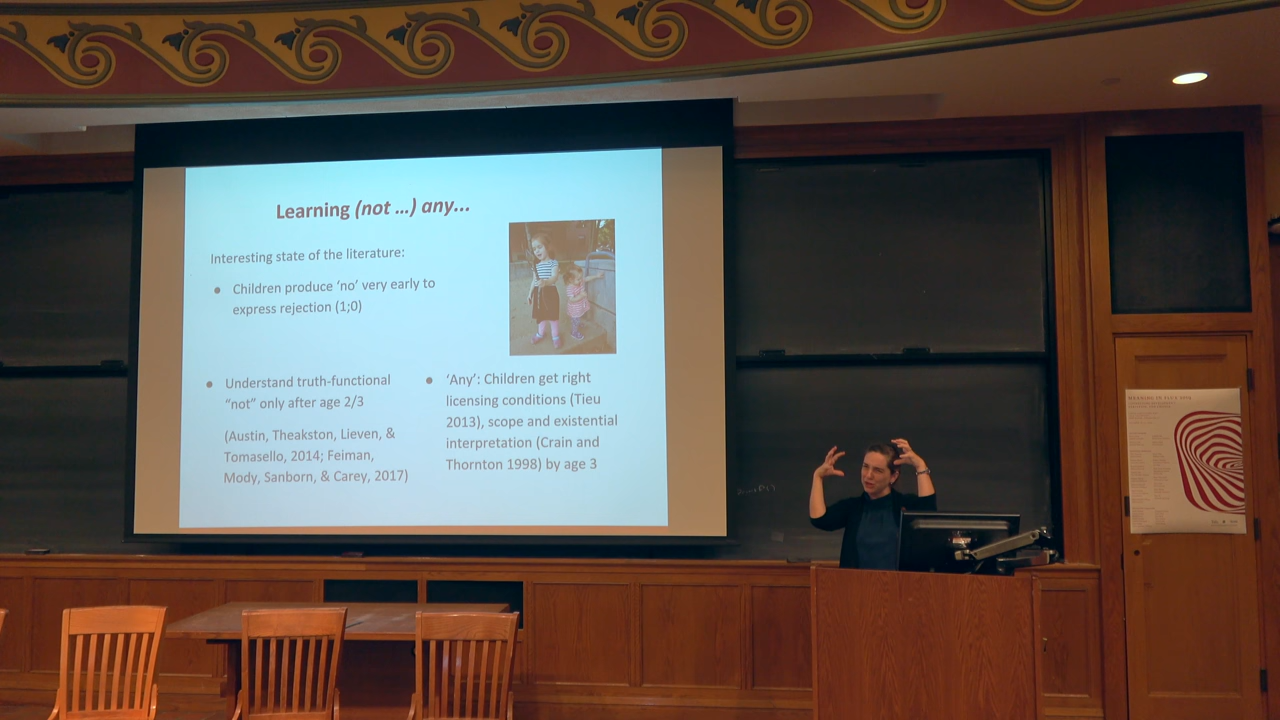 Learning (not ...) any...
Interesting state of the literature:
● Children produce ‘no’ very early to
express rejection (1;0)
● Understand truth-functional
“not” only after age 2/3
(Austin, Theakston, Lieven, &
Tomasello, 2014; Feiman,
Mody, Sanborn, & Carey, 2017)
● ‘Any’: Children get right
licensing conditions (Tieu
2013), scope and existential
interpretation (Crain and
Thornton 1998) by age 3